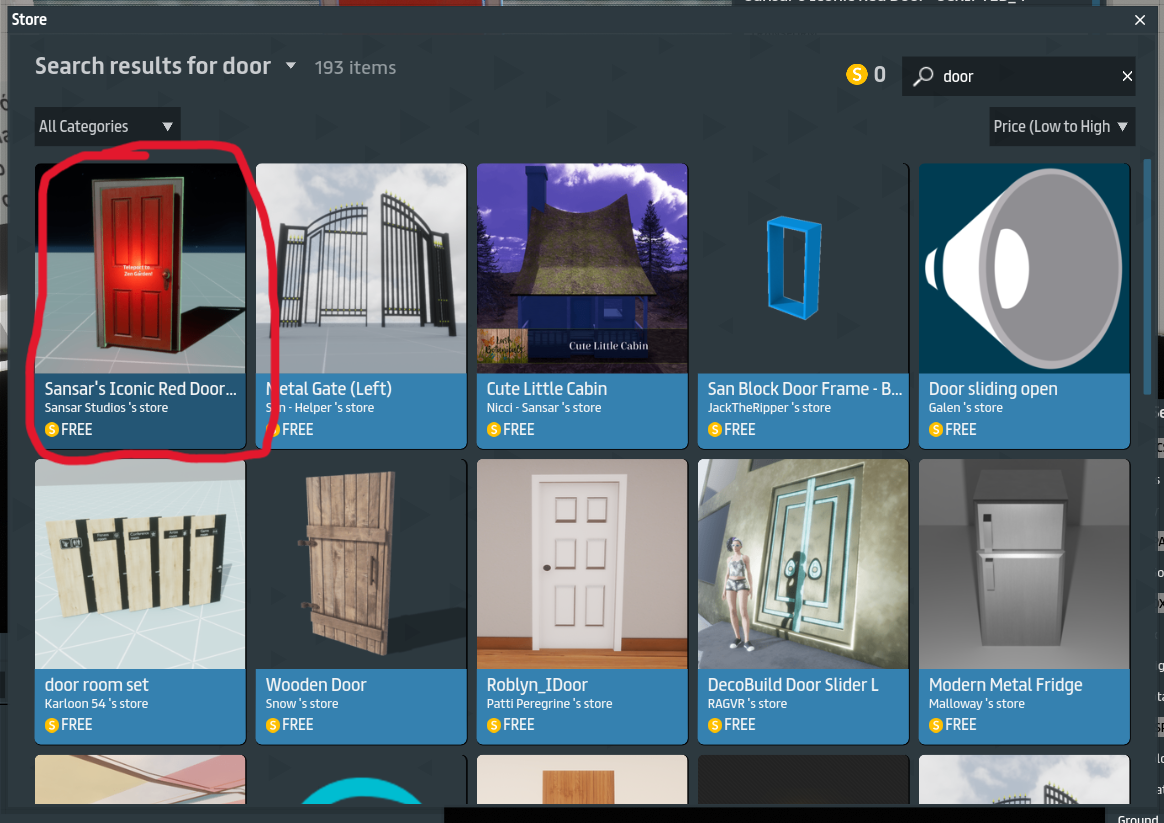 Store
Search results for door
193 items
0
door
All Categories
Price (Low to High
Teleport to...
Zen Garden!
Sansar's Iconic Red Door...
Sansar Studios 's store
FREE
Metal Gate (Left)
San - Helper 's store
FREE
Cute Little Cabin
Cute Little Cabin
Nicci - Sansar 's store
FREE
San Block Door Frame - B...
JackTheRipper 's store
FREE
Door sliding open
Galen 's store
FREE
door room set
Karloon 54 's store
FREE
Wooden Door
Snow 's store
FREE
Roblyn_IDoor
Patti Peregrine 's store
FREE
DecoBuild Door Slider L
RAGVR 's store
FREE
Modern Metal Fridge
Malloway 's store
FREE
Ground